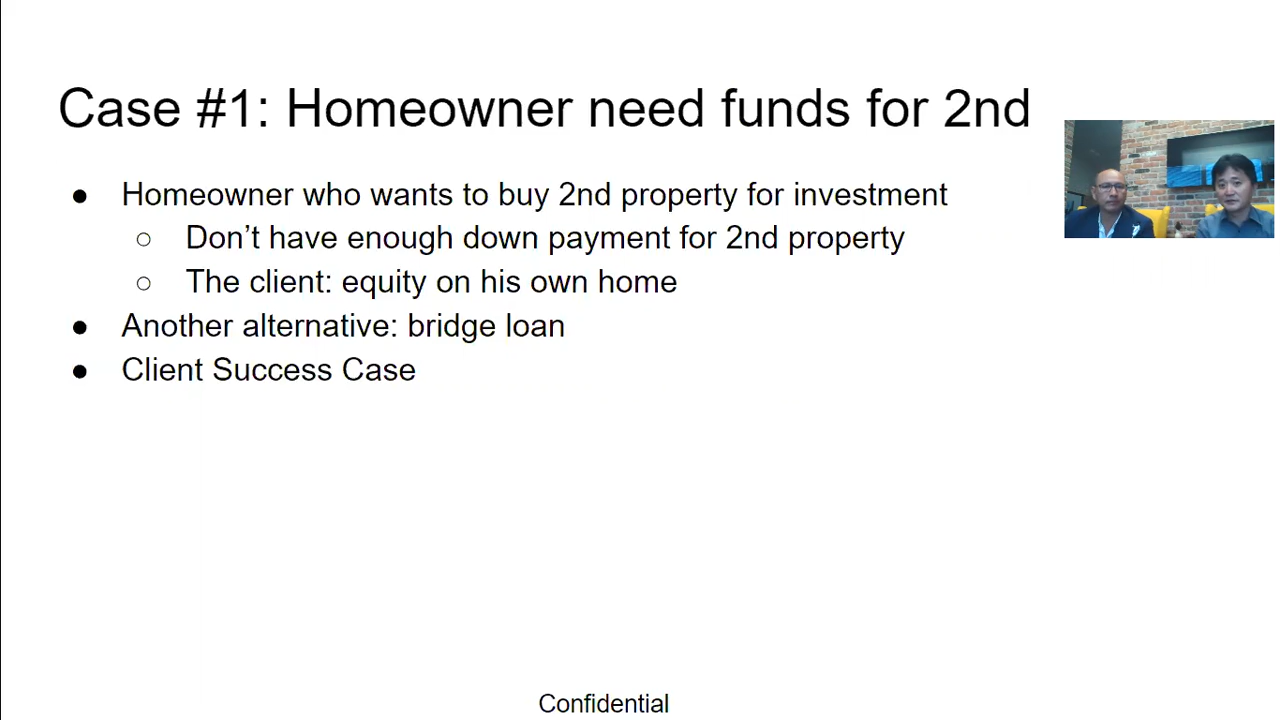 Case #1: Homeowner need funds for 2nd
● Homeowner who wants to buy 2nd property for investment
○ Don’t have enough down payment for 2nd property
○ The client: equity on his own home
● Another alternative: bridge loan
● Client Success Case
Confidential